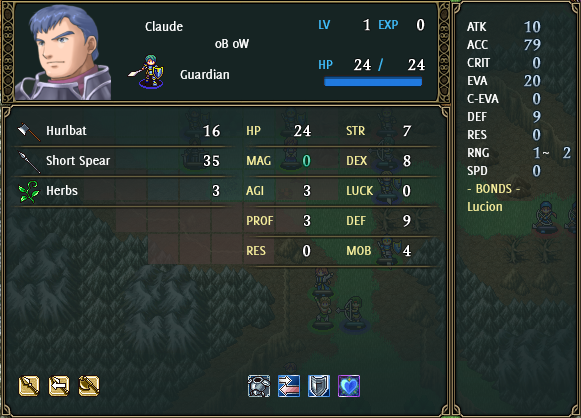 Claude
oB oW
Guardian
LV 1 EXP 0
HP 24 / 24
Hurlbat 16
Short Spear 35
Herbs 3
HP 24 STR 7
MAG 0 DEX 8
AGI 3 LUCK 0
PROF 3 DEF 9
RES 0 MOB 4
ATK 10
ACC 79
CRIT 0
EVA 20
C-EVA 0
DEF 9
RES 0
RNG 1~ 2
SPD 0
- BONDS -
Lucion